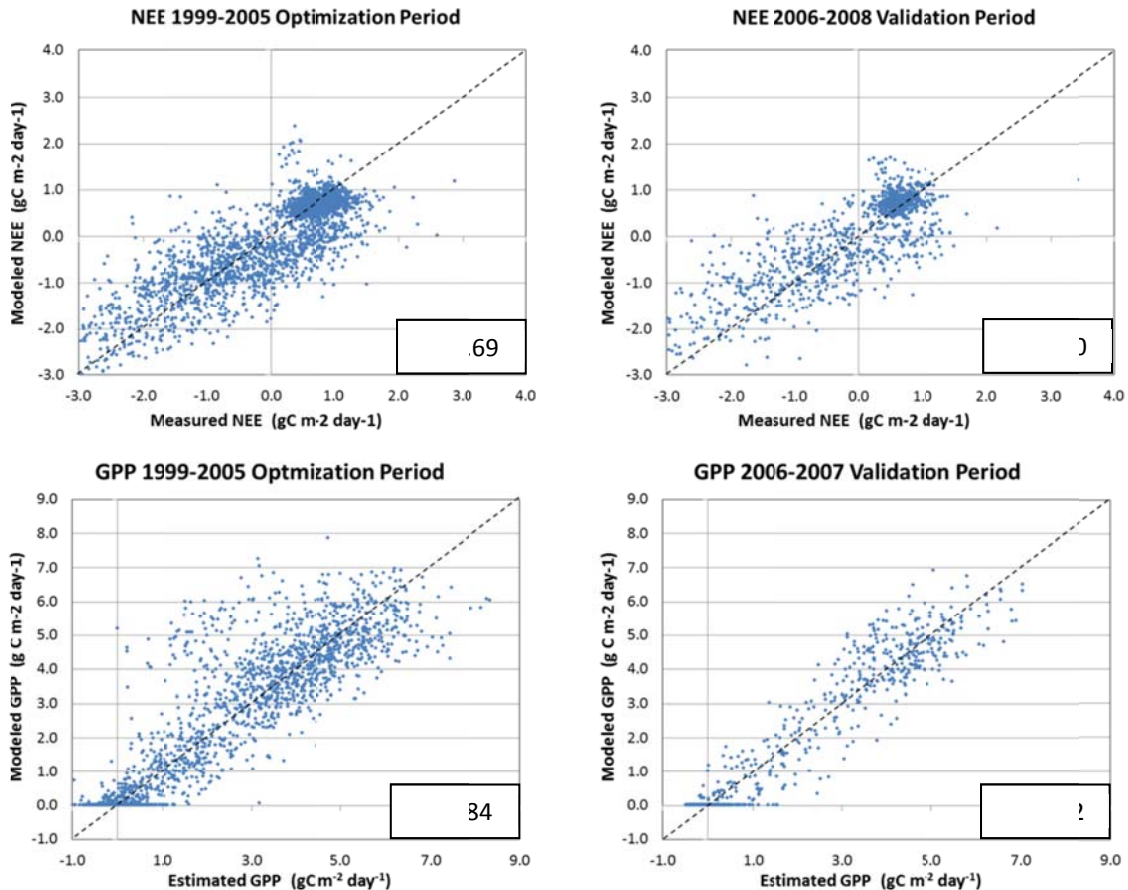 NEE 1999-2005 Optimization Period
4.0
3.0
2.0
1.0
0.0
-1.0
-2.0
-3.0
Modeled NEE (gC m-2 day-1)
-3.0 -2.0 -1.0 0.0 1.0 2.0 3.0 4.0
Measured NEE (gC m-2 day-1)
.69
NEE 2006-2008 Validation Period
4.0
3.0
2.0
1.0
0.0
-1.0
-2.0
-3.0
Modeled NEE (gC m-2 day-1)
-3.0 -2.0 -1.0 0.0 1.0 2.0 3.0 4.0
Measured NEE (gC m-2 day-1)
0
GPP 1999-2005 Optmization Period
9.0
8.0
7.0
6.0
5.0
4.0
3.0
2.0
1.0
0.0
-1.0
Modeled GPP (g C m-2 day-1)
-1.0 1.0 3.0 5.0 7.0 9.0
Estimated GPP (gC m-2 day-1)
84
GPP 2006-2007 Validation Period
9.0
8.0
7.0
6.0
5.0
4.0
3.0
2.0
1.0
0.0
-1.0
Modeled GPP (g C m-2 day-1)
-1.0 1.0 3.0 5.0 7.0 9.0
Estimated GPP (gC m-2 day-1)
2